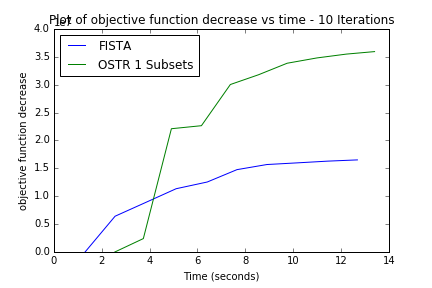 Plot of objective function decrease vs time - 10 Iterations
1e7
4.0
3.5
3.0
2.5
2.0
1.5
1.0
0.5
0.0
objective function decrease
FISTA
OSTR 1 Subsets
0 2 4 6 8 10 12 14
Time (seconds)